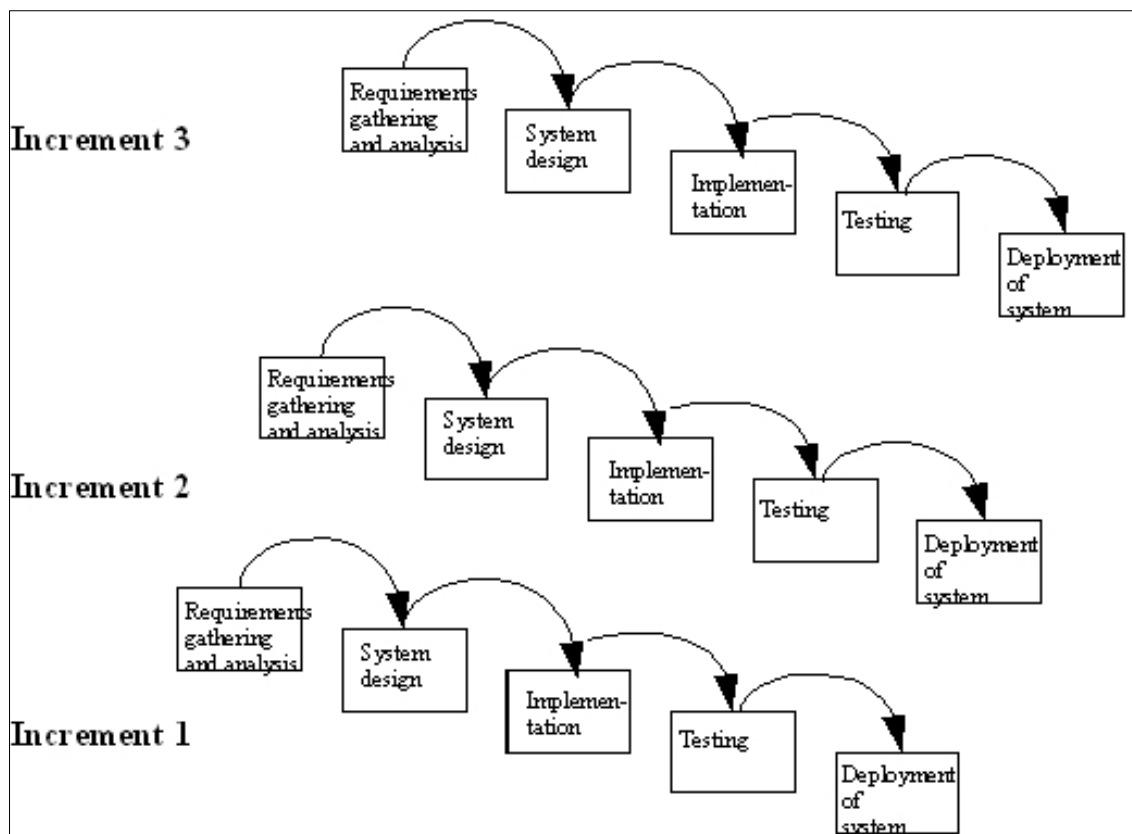 Requirements
gathering
and analysis
Increment 3
System
design
Implemen-
tation
Testing
Deployment
of
system
Requirements
gathering
and analysis
System
design
Increment 2
Implemen-
tation
Testing
Deployment
of
system
Requirements
gathering
and analysis
System
design
Increment 1
Implemen-
tation
Testing
Deployment
of
system